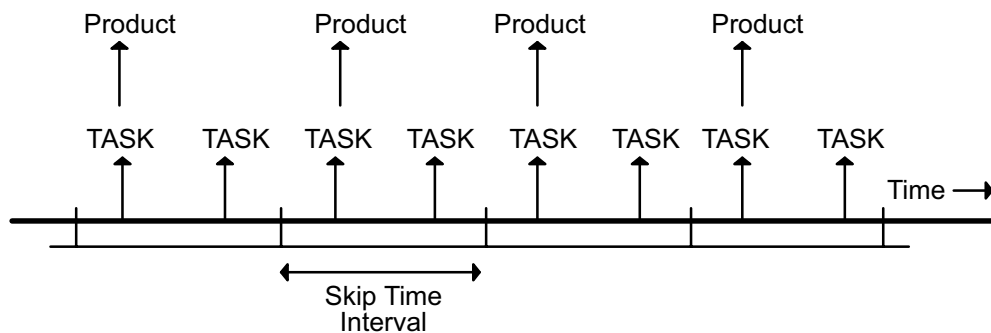 Product Product Product Product
TASK TASK TASK TASK TASK TASK TASK TASK
Time
Skip Time
Interval